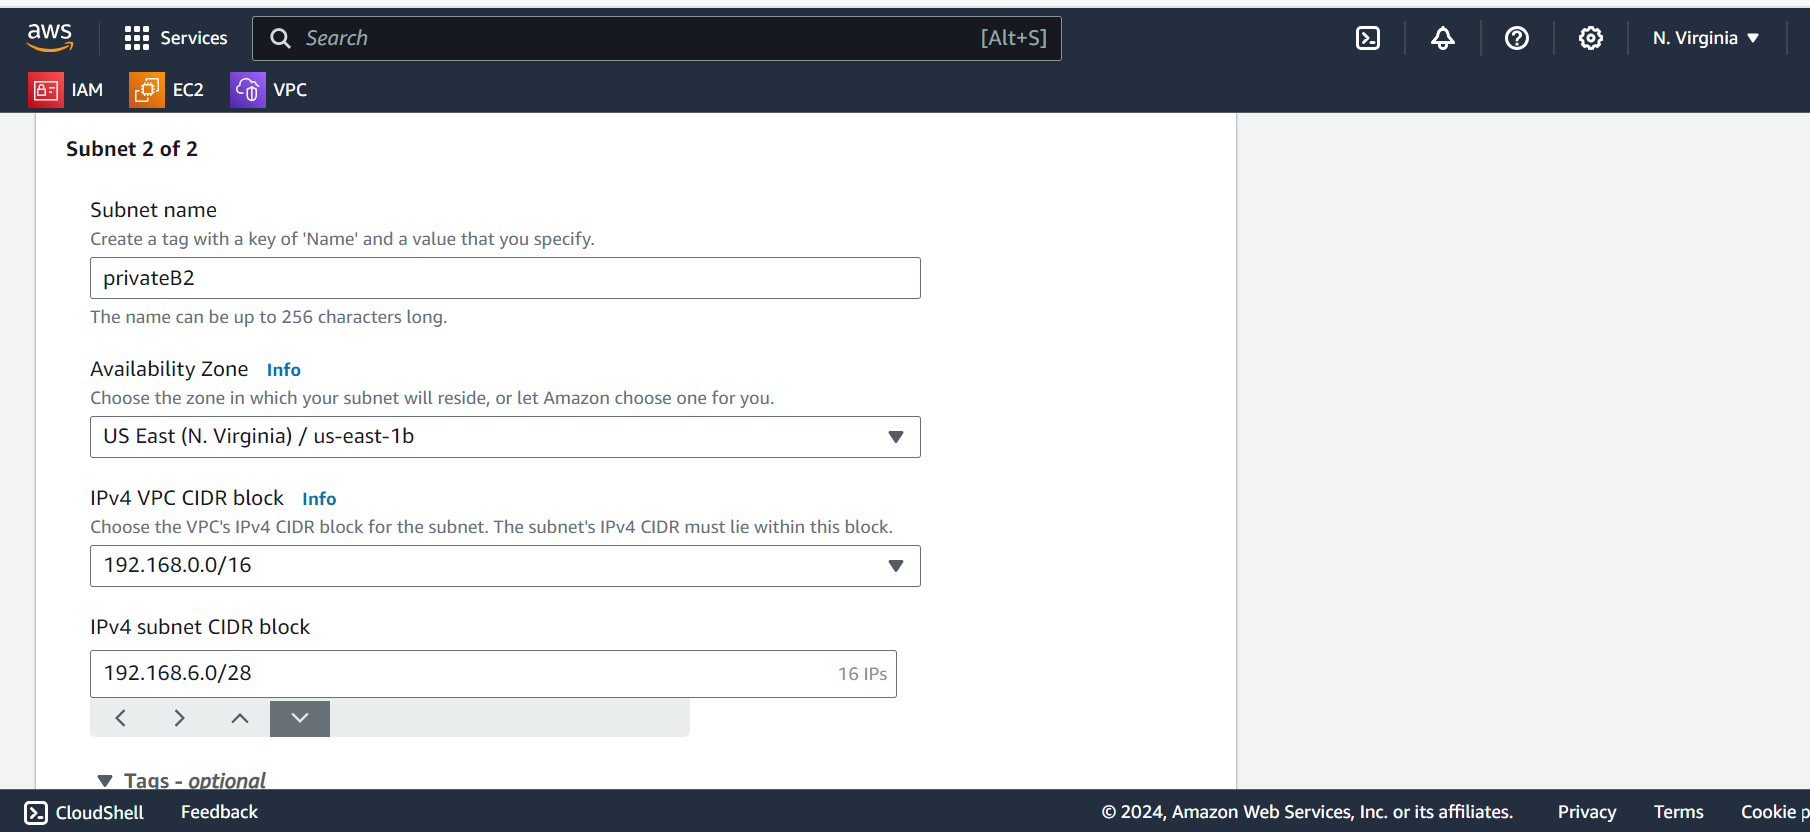 aws
Services
Search [Alt+S]
N. Virginia
IAM EC2 VPC
Subnet 2 of 2
Subnet name
Create a tag with a key of 'Name' and a value that you specify.
privateB2
The name can be up to 256 characters long.
Availability Zone Info
Choose the zone in which your subnet will reside, or let Amazon choose one for you.
US East (N. Virginia) / us-east-1b
IPv4 VPC CIDR block Info
Choose the VPC's IPv4 CIDR block for the subnet. The subnet's IPv4 CIDR must lie within this block.
192.168.0.0/16
IPv4 subnet CIDR block
192.168.6.0/28 16 IPs
Tags - optional
CloudShell Feedback © 2024, Amazon Web Services, Inc. or its affiliates. Privacy Terms Cookie p